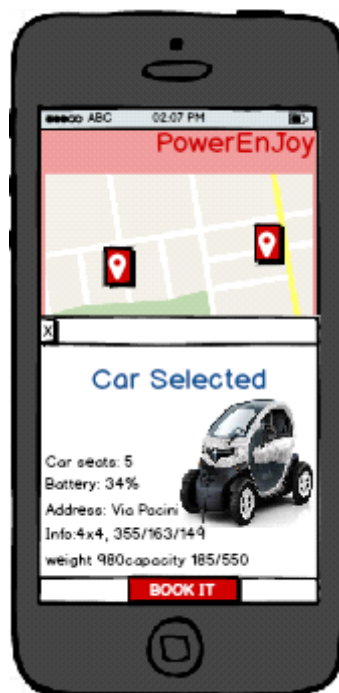 ABC 02:07 PM
PowerEnJoy
X
Car Selected
Car seats: 5
Battery: 34%
Address: Via Pacini
Info:4x4, 355/163/149
weight 980capacity 185/550
BOOK IT